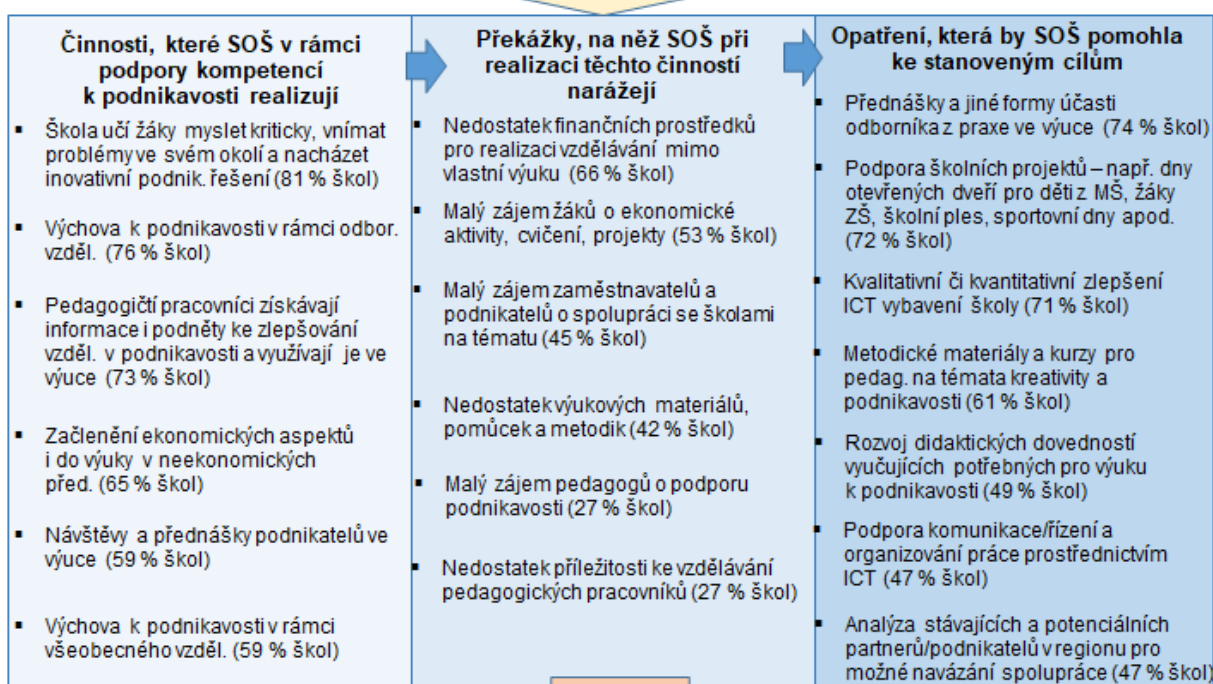 Činnosti, které SOŠ v rámci
podpory kompetencí
k podnikavosti realizují
▪ Škola učí žáky myslet kriticky, vnímat
problémy ve svém okolí a nacházet
inovativní podnik. řešení (81 % škol)
▪ Výchova k podnikavosti v rámci odbor.
vzděl. (76 % škol)
▪ Pedagogičtí pracovníci získávají
informace i podněty ke zlepšování
vzděl. v podnikavosti a využívají je ve
výuce (73 % škol)
▪ Začlenění ekonomických aspektů
i do výuky v neekonomických
před. (65 % škol)
▪ Návštěvy a přednášky podnikatelů ve
výuce (59 % škol)
▪ Výchova k podnikavosti v rámci
všeobecného vzděl. (59 % škol)
Překážky, na něž SOŠ při
realizaci těchto činností
narážejí
▪ Nedostatek finančních prostředků
pro realizaci vzdělávání mimo
vlastní výuku (66 % škol)
▪ Malý zájem žáků o ekonomické
aktivity, cvičení, projekty (53 % škol)
▪ Malý zájem zaměstnavatelů a
podnikatelů o spolupráci se školami
na tématu (45 % škol)
▪ Nedostatek výukových materiálů,
pomůcek a metodik (42 % škol)
▪ Malý zájem pedagogů o podporu
podnikavosti (27 % škol)
▪ Nedostatek příležitosti ke vzdělávání
pedagogických pracovníků (27 % škol)
Opatření, která by SOŠ pomohla
ke stanoveným cílům
▪ Přednášky a jiné formy účasti
odborníka z praxe ve výuce (74 % škol)
▪ Podpora školních projektů – např. dny
otevřených dveří pro děti z MŠ, žáky
ZŠ, školní ples, sportovní dny apod.
(72 % škol)
▪ Kvalitativní či kvantitativní zlepšení
ICT vybavení školy (71 % škol)
▪ Metodické materiály a kurzy pro
pedag. na témata kreativity a
podnikavosti (61 % škol)
▪ Rozvoj didaktických dovedností
vyučujících potřebných pro výuku
k podnikavosti (49 % škol)
▪ Podpora komunikace/řízení a
organizování práce prostřednictvím
ICT (47 % škol)
▪ Analýza stávajících a potenciálních
partnerů/podnikatelů v regionu pro
možné navázání spolupráce (47 % škol)